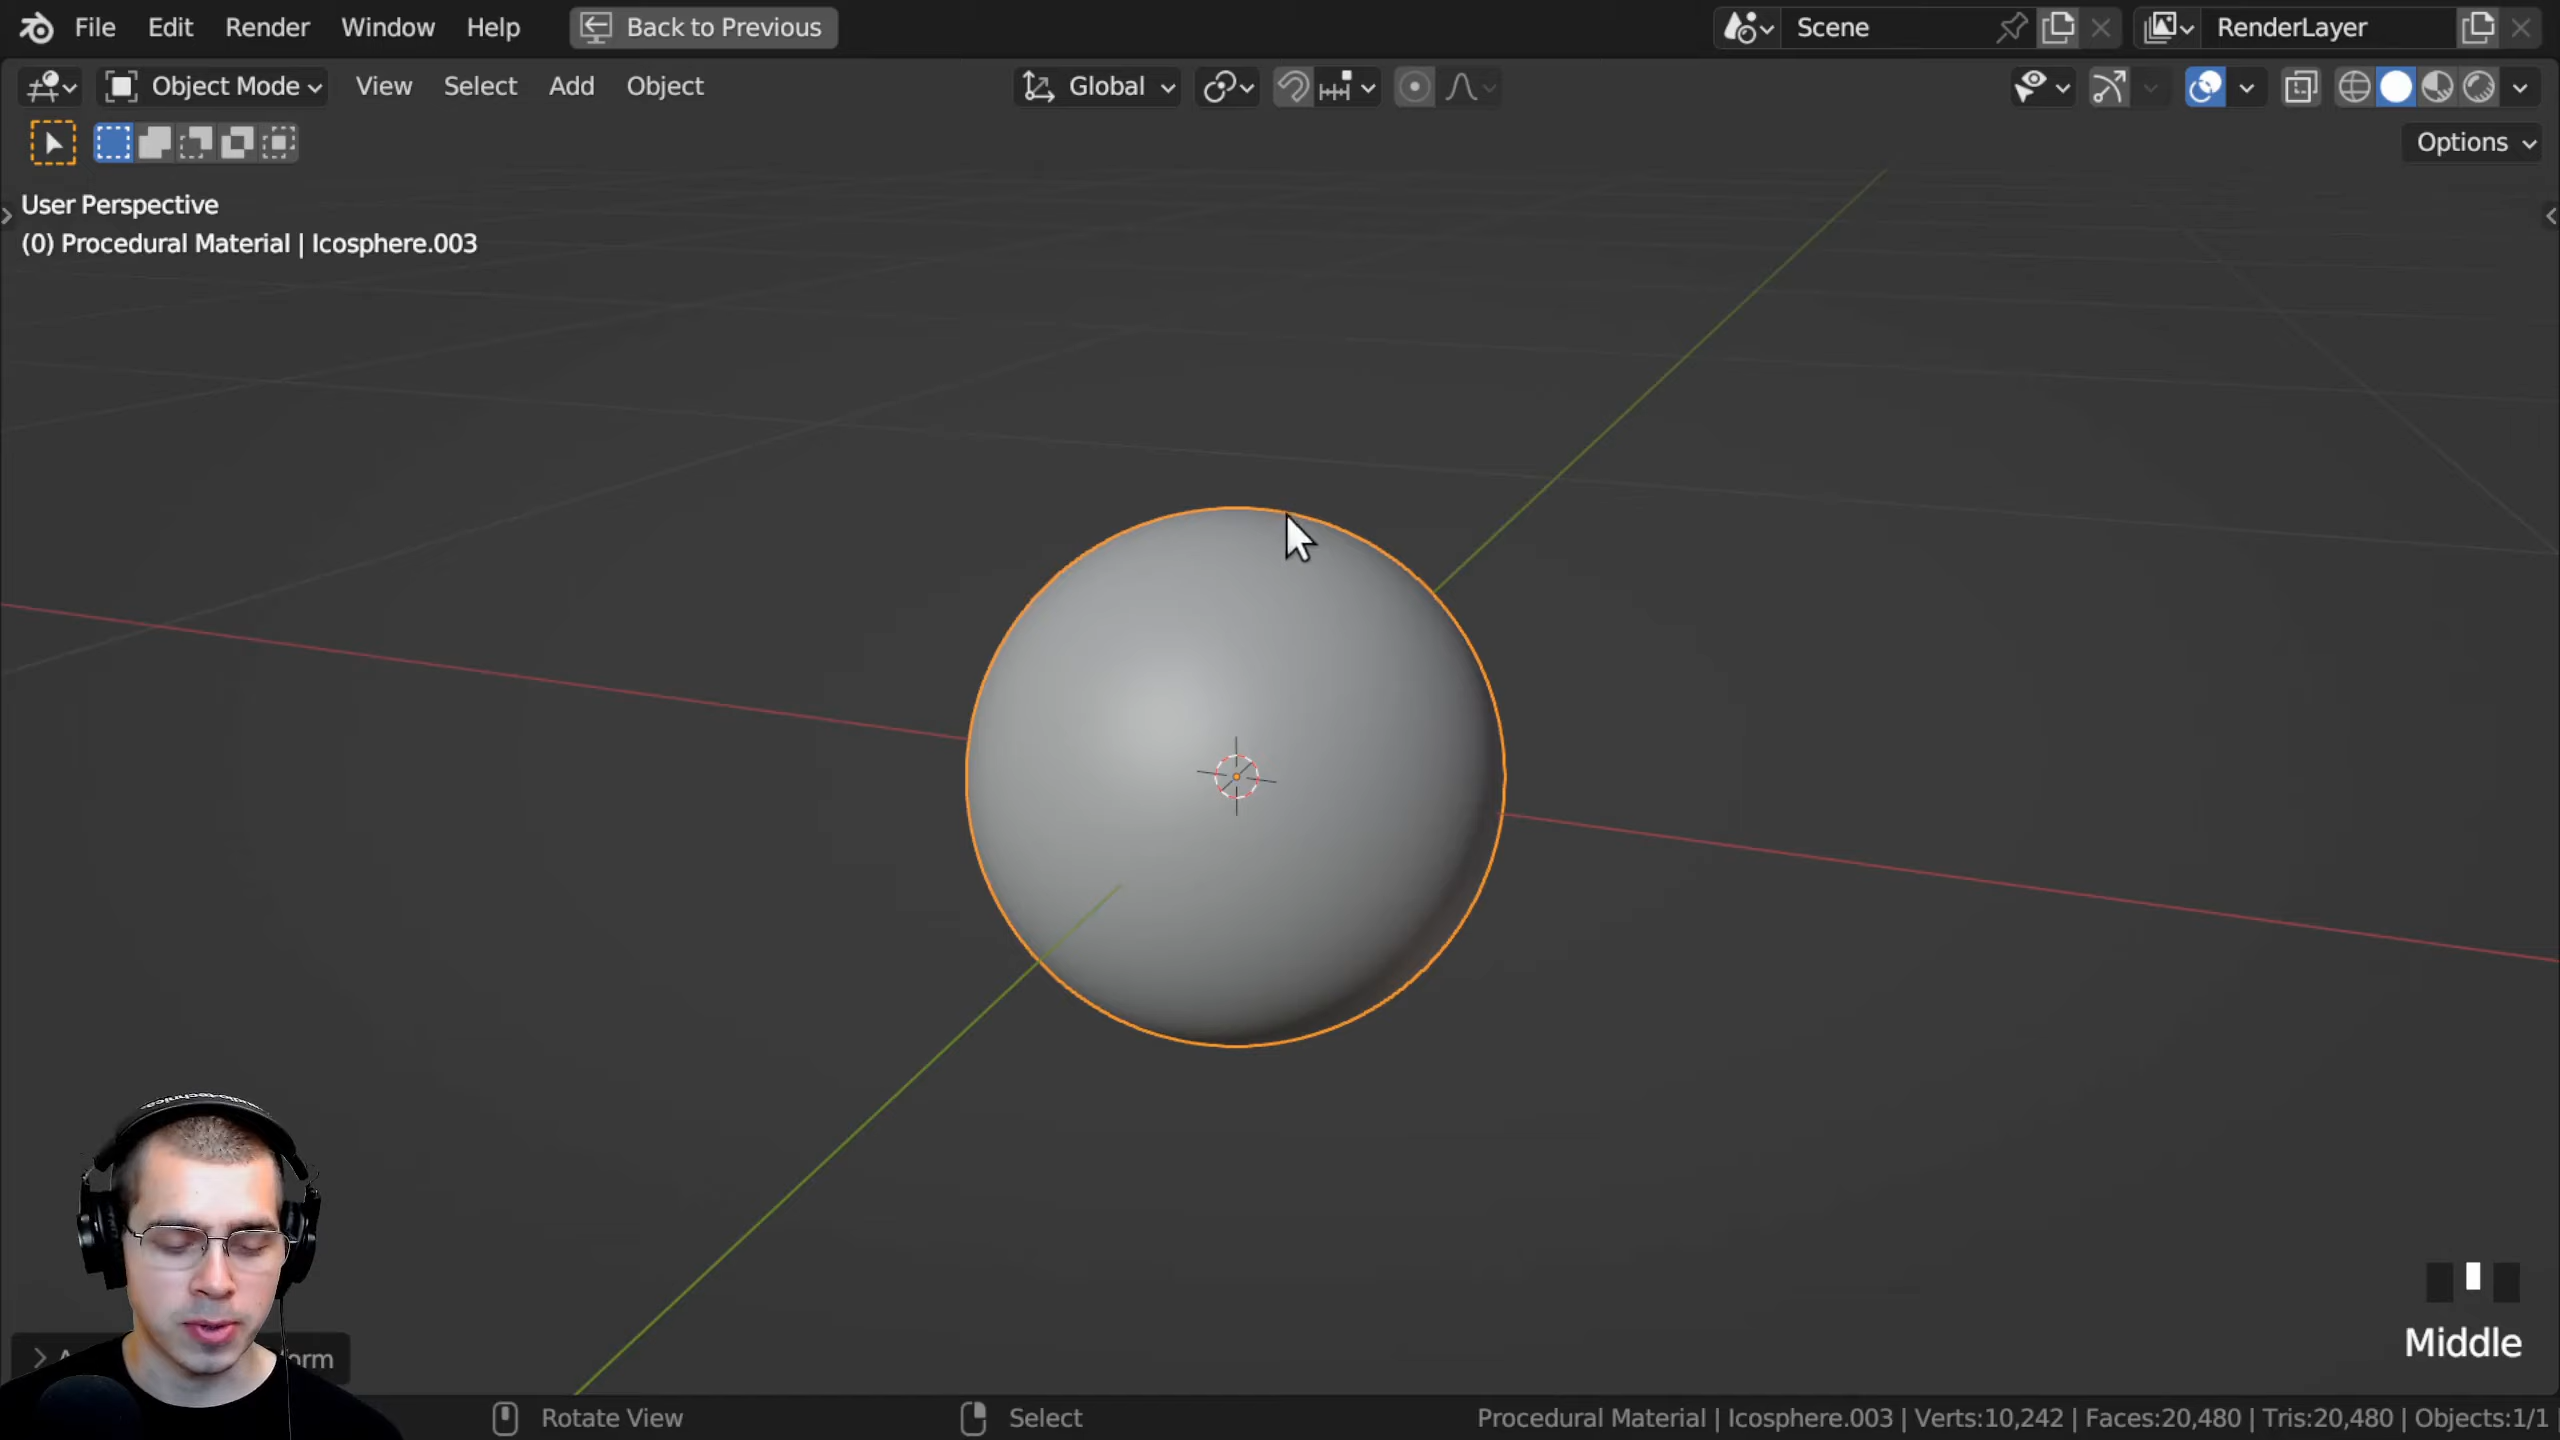 File Edit Render Window Help Back to Previous Scene RenderLayer
Object Mode View Select Add Object Global
Options
User Perspective
(0) Procedural Material | Icosphere.003
Middle
Rotate View Select Procedural Material | Icosphere.003 | Verts:10,242 | Faces:20,480 | Tris:20,480 | Objects:1/1